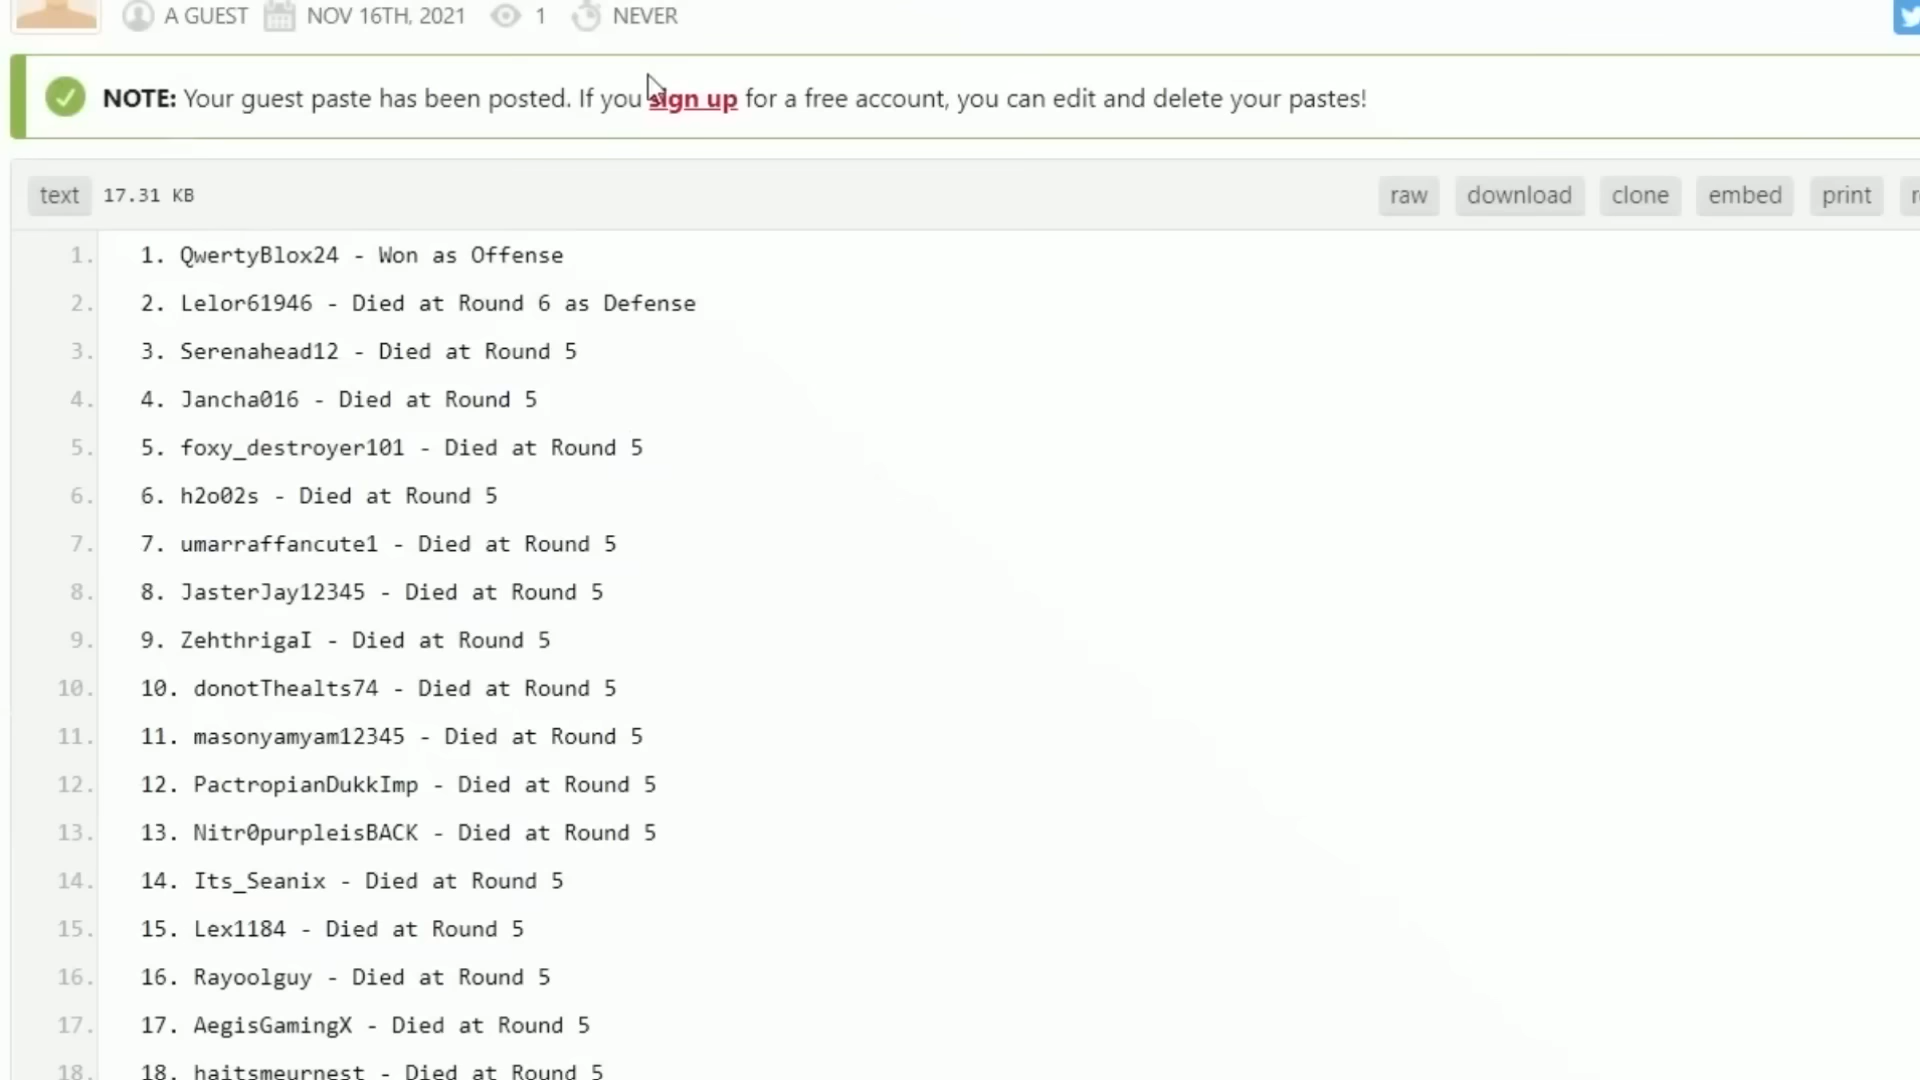 A GUEST NOV 16TH, 2021 1 NEVER
NOTE: Your guest paste has been posted. If you sign up for a free account, you can edit and delete your pastes!
text 17.31 KB raw download clone embed print
1. 1. QwertyBlox24 - Won as Offense
2. 2. Lelor61946 - Died at Round 6 as Defense
3. 3. Serenahead12 - Died at Round 5
4. 4. Jancha016 - Died at Round 5
5. 5. foxy_destroyer101 - Died at Round 5
6. 6. h2o02s - Died at Round 5
7. 7. umarraffancute1 - Died at Round 5
8. 8. JasterJay12345 - Died at Round 5
9. 9. ZehthrigaI - Died at Round 5
10. 10. donotThealts74 - Died at Round 5
11. 11. masonyamyam12345 - Died at Round 5
12. 12. PactropianDukkImp - Died at Round 5
13. 13. Nitr0purpleisBACK - Died at Round 5
14. 14. Its_Seanix - Died at Round 5
15. 15. Lex1184 - Died at Round 5
16. 16. Rayoolguy - Died at Round 5
17. 17. AegisGamingX - Died at Round 5
18. 18. haitsmeurnest - Died at Round 5